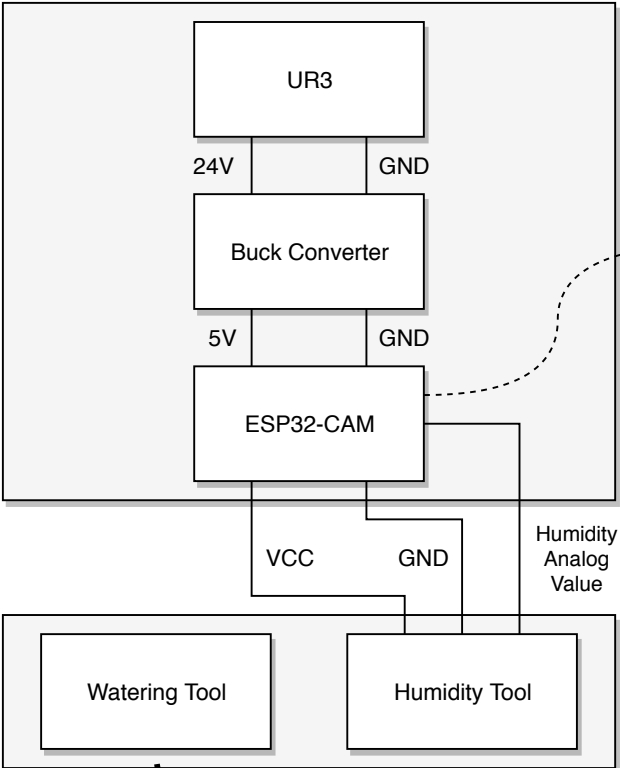 UR3
24V
GND
Buck Converter
5V
GND
ESP32-CAM
VCC
GND
Humidity
Analog
Value
Watering Tool
Humidity Tool